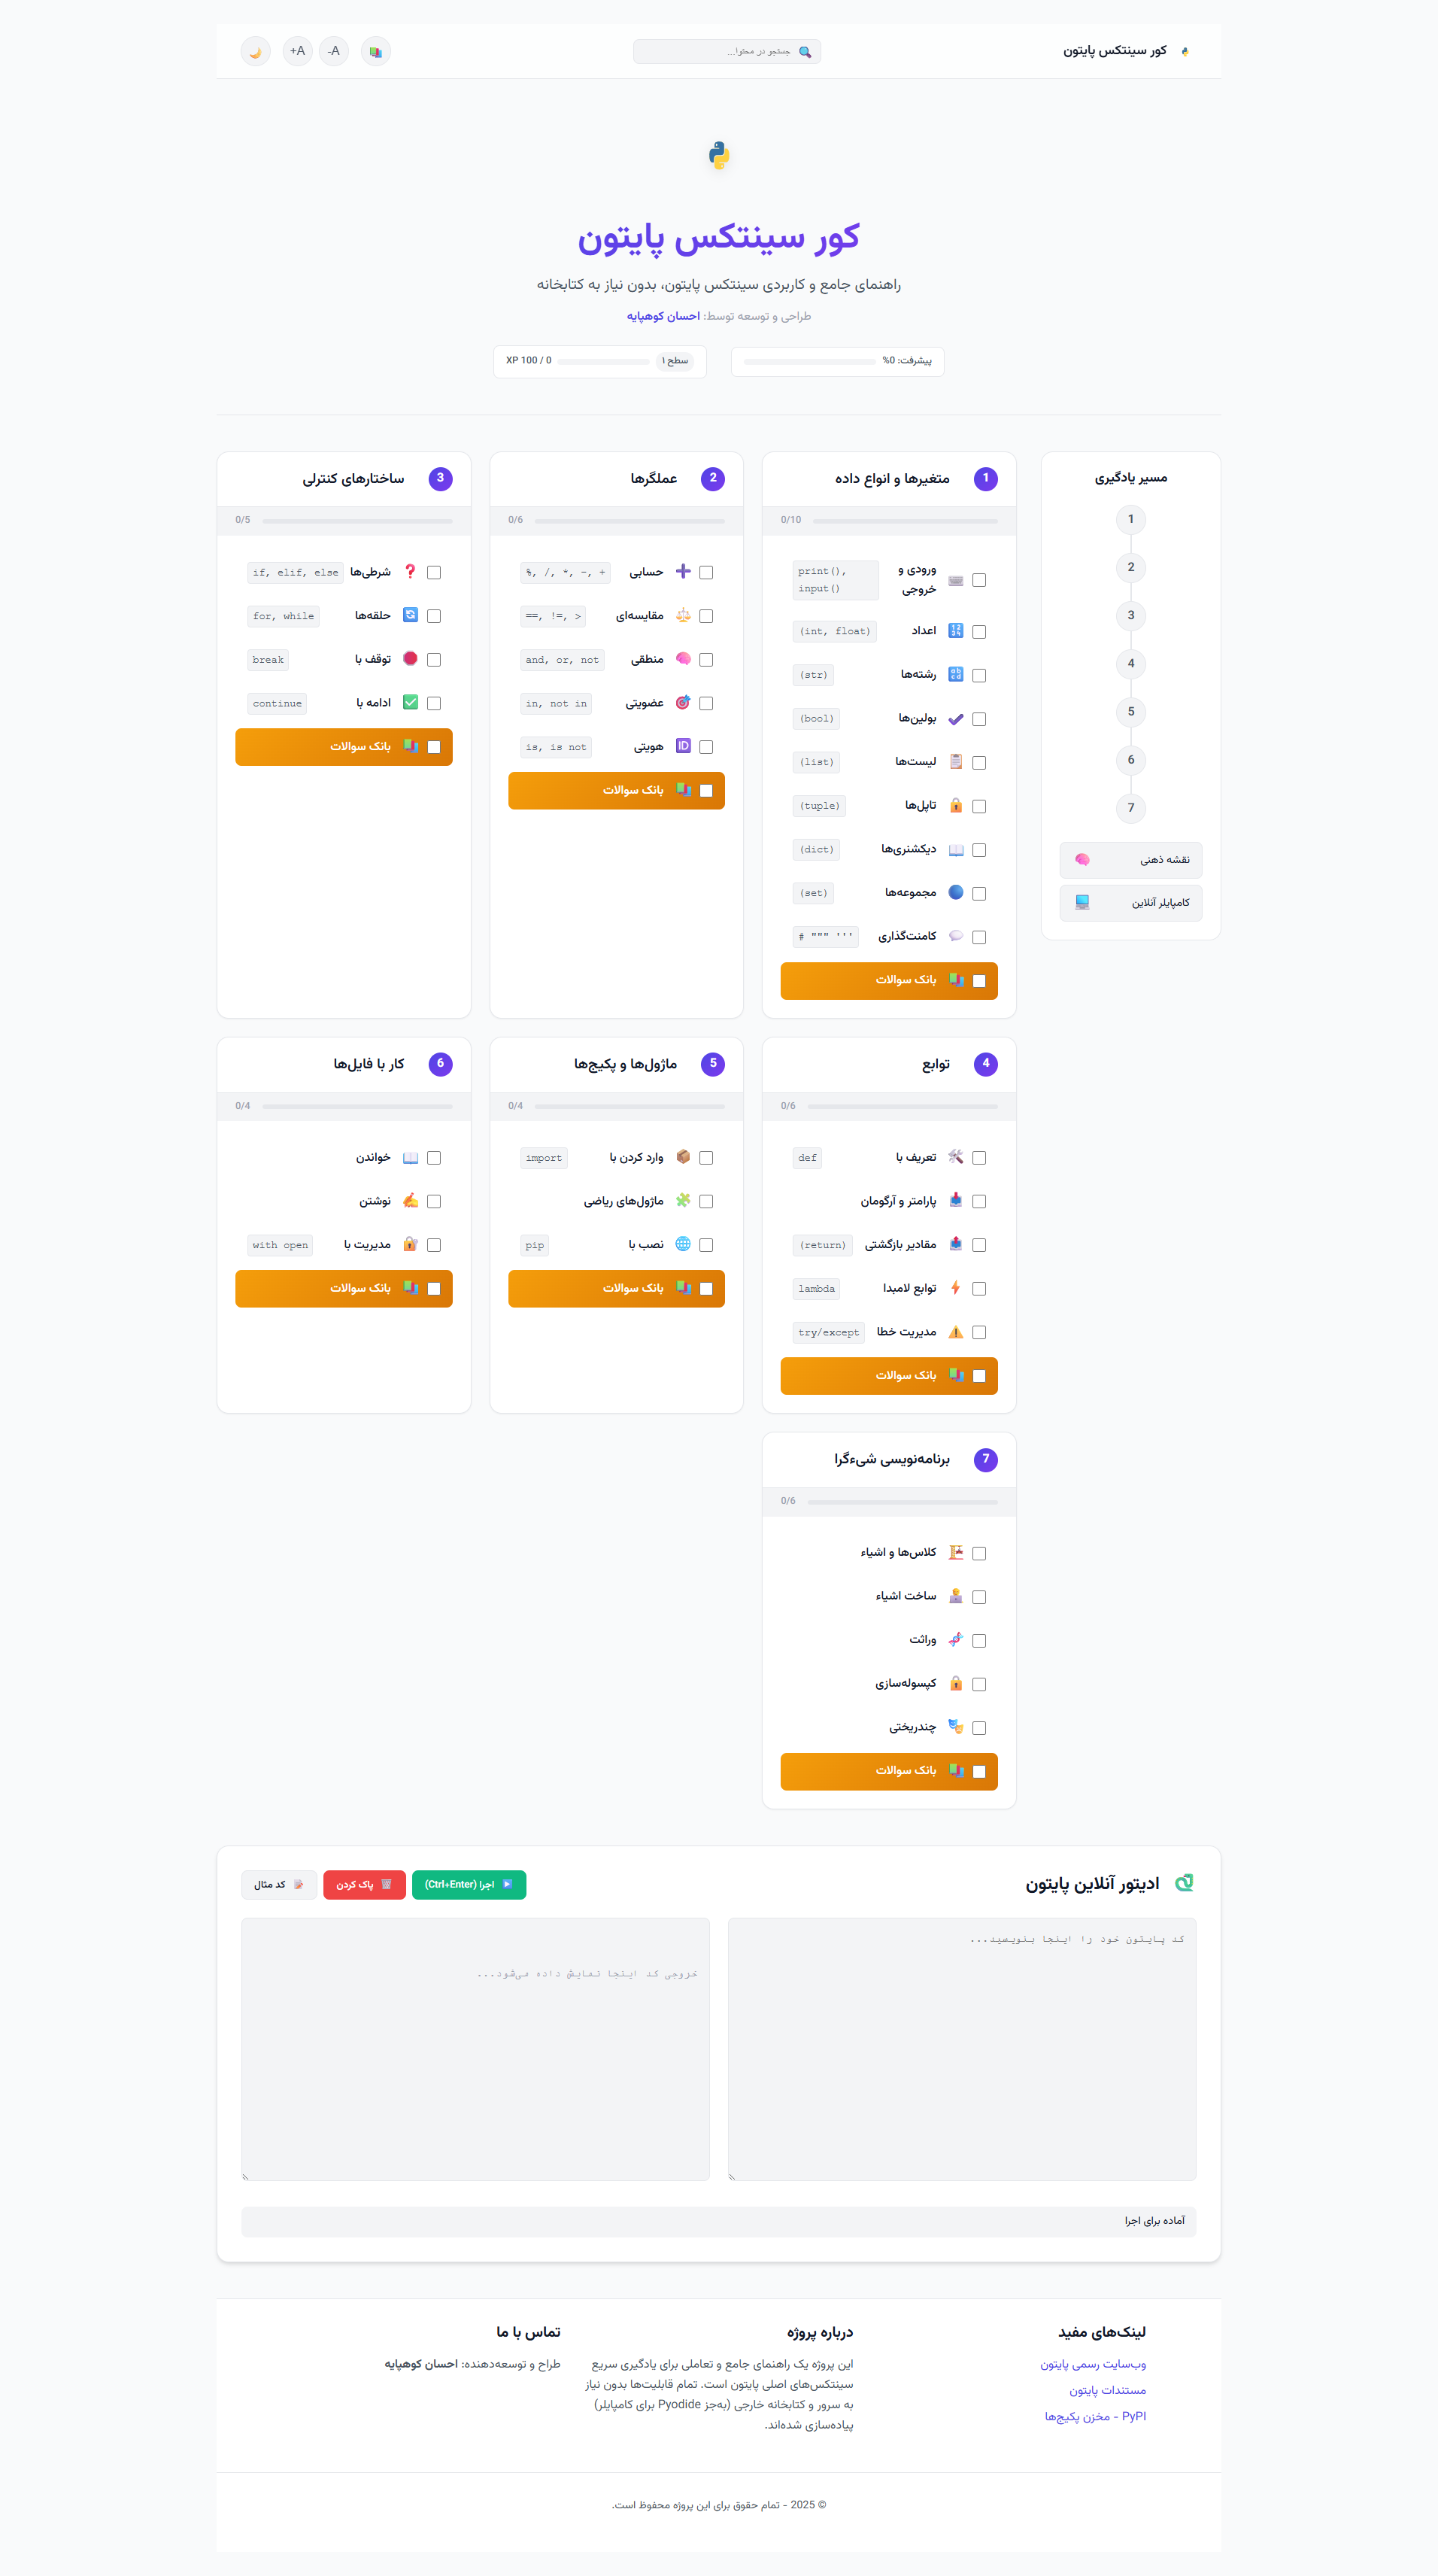 کور سینتکس پایتون
جستجو در محتوا...
A-
A+
کور سینتکس پایتون
راهنمای جامع و کاربردی سینتکس پایتون، بدون نیاز به کتابخانه
طراحی و توسعه توسط: احسان کوهپایه
پیشرفت: 0%
سطح ۱
0 / 100 XP
مسیر یادگیری
1
2
3
4
5
6
7
نقشه ذهنی
کامپایلر آنلاین
1
متغیرها و انواع داده
0/10
ورودی و
خروجی
print(),
input()
اعداد
(int, float)
رشته‌ها
(str)
بولین‌ها
(bool)
لیست‌ها
(list)
تاپل‌ها
(tuple)
دیکشنری‌ها
(dict)
مجموعه‌ها
(set)
کامنت‌گذاری
# """ '''
بانک سوالات
2
عملگرها
0/6
حسابی
%, /, *, -, +
مقایسه‌ای
==, !=, >
منطقی
and, or, not
عضویتی
in, not in
هویتی
is, is not
بانک سوالات
3
ساختارهای کنترلی
0/5
شرطی‌ها
if, elif, else
حلقه‌ها
for, while
توقف با
break
ادامه با
continue
بانک سوالات
4
توابع
0/6
تعریف با
def
پارامتر و آرگومان
مقادیر بازگشتی
(return)
توابع لامبدا
lambda
مدیریت خطا
try/except
بانک سوالات
5
ماژول‌ها و پکیج‌ها
0/4
وارد کردن با
import
ماژول‌های ریاضی
نصب با
pip
بانک سوالات
6
کار با فایل‌ها
0/4
خواندن
نوشتن
مدیریت با
with open
بانک سوالات
7
برنامه‌نویسی شیءگرا
0/6
کلاس‌ها و اشیاء
ساخت اشیاء
وراثت
کپسوله‌سازی
چندریختی
بانک سوالات
ادیتور آنلاین پایتون
اجرا (Ctrl+Enter)
پاک کردن
کد مثال
کد پایتون خود را اینجا بنویسید...
خروجی کد اینجا نمایش داده می‌شود...
آماده برای اجرا
لینک‌های مفید
وب‌سایت رسمی پایتون
مستندات پایتون
PyPI - مخزن پکیج‌ها
درباره پروژه
این پروژه یک راهنمای جامع و تعاملی برای یادگیری سریع
سینتکس‌های اصلی پایتون است. تمام قابلیت‌ها بدون نیاز
به سرور و کتابخانه خارجی (به‌جز Pyodide برای کامپایلر)
پیاده‌سازی شده‌اند.
تماس با ما
طراح و توسعه‌دهنده: احسان کوهپایه
© 2025 - تمام حقوق برای این پروژه محفوظ است.